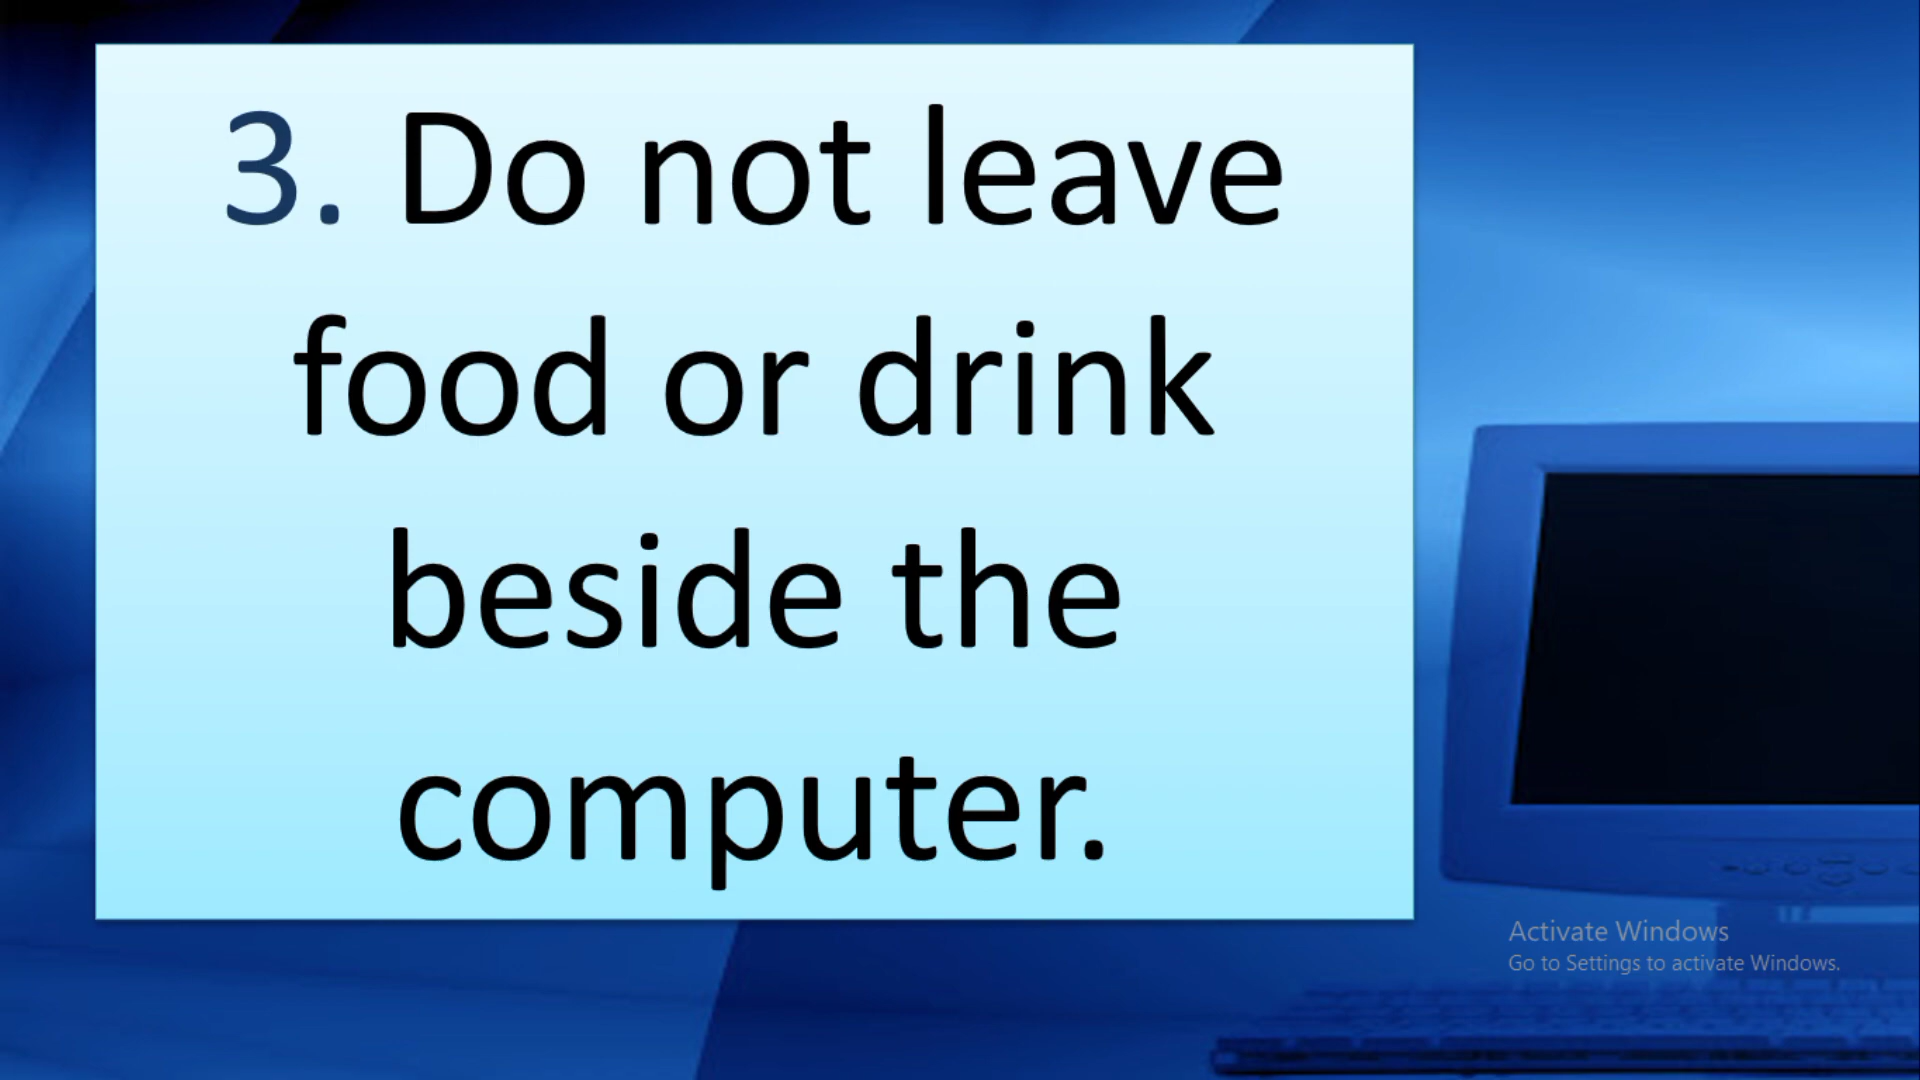 3. Do not leave
food or drink
beside the
computer.
Activate Windows
Go to Settings to activate Windows.